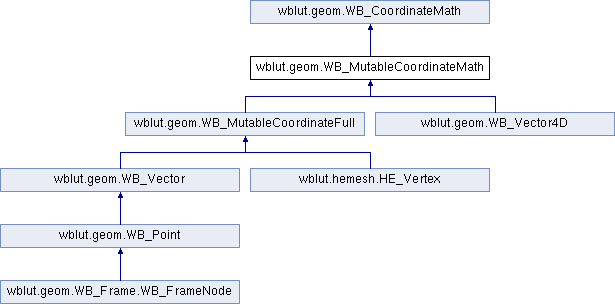 wblut.geom.WB_CoordinateMath
wblut.geom.WB_MutableCoordinateMath
wblut.geom.WB_MutableCoordinateFull
wblut.geom.WB_Vector4D
wblut.geom.WB_Vector
wblut.hemesh.HE_Vertex
wblut.geom.WB_Point
wblut.geom.WB_Frame.WB_FrameNode